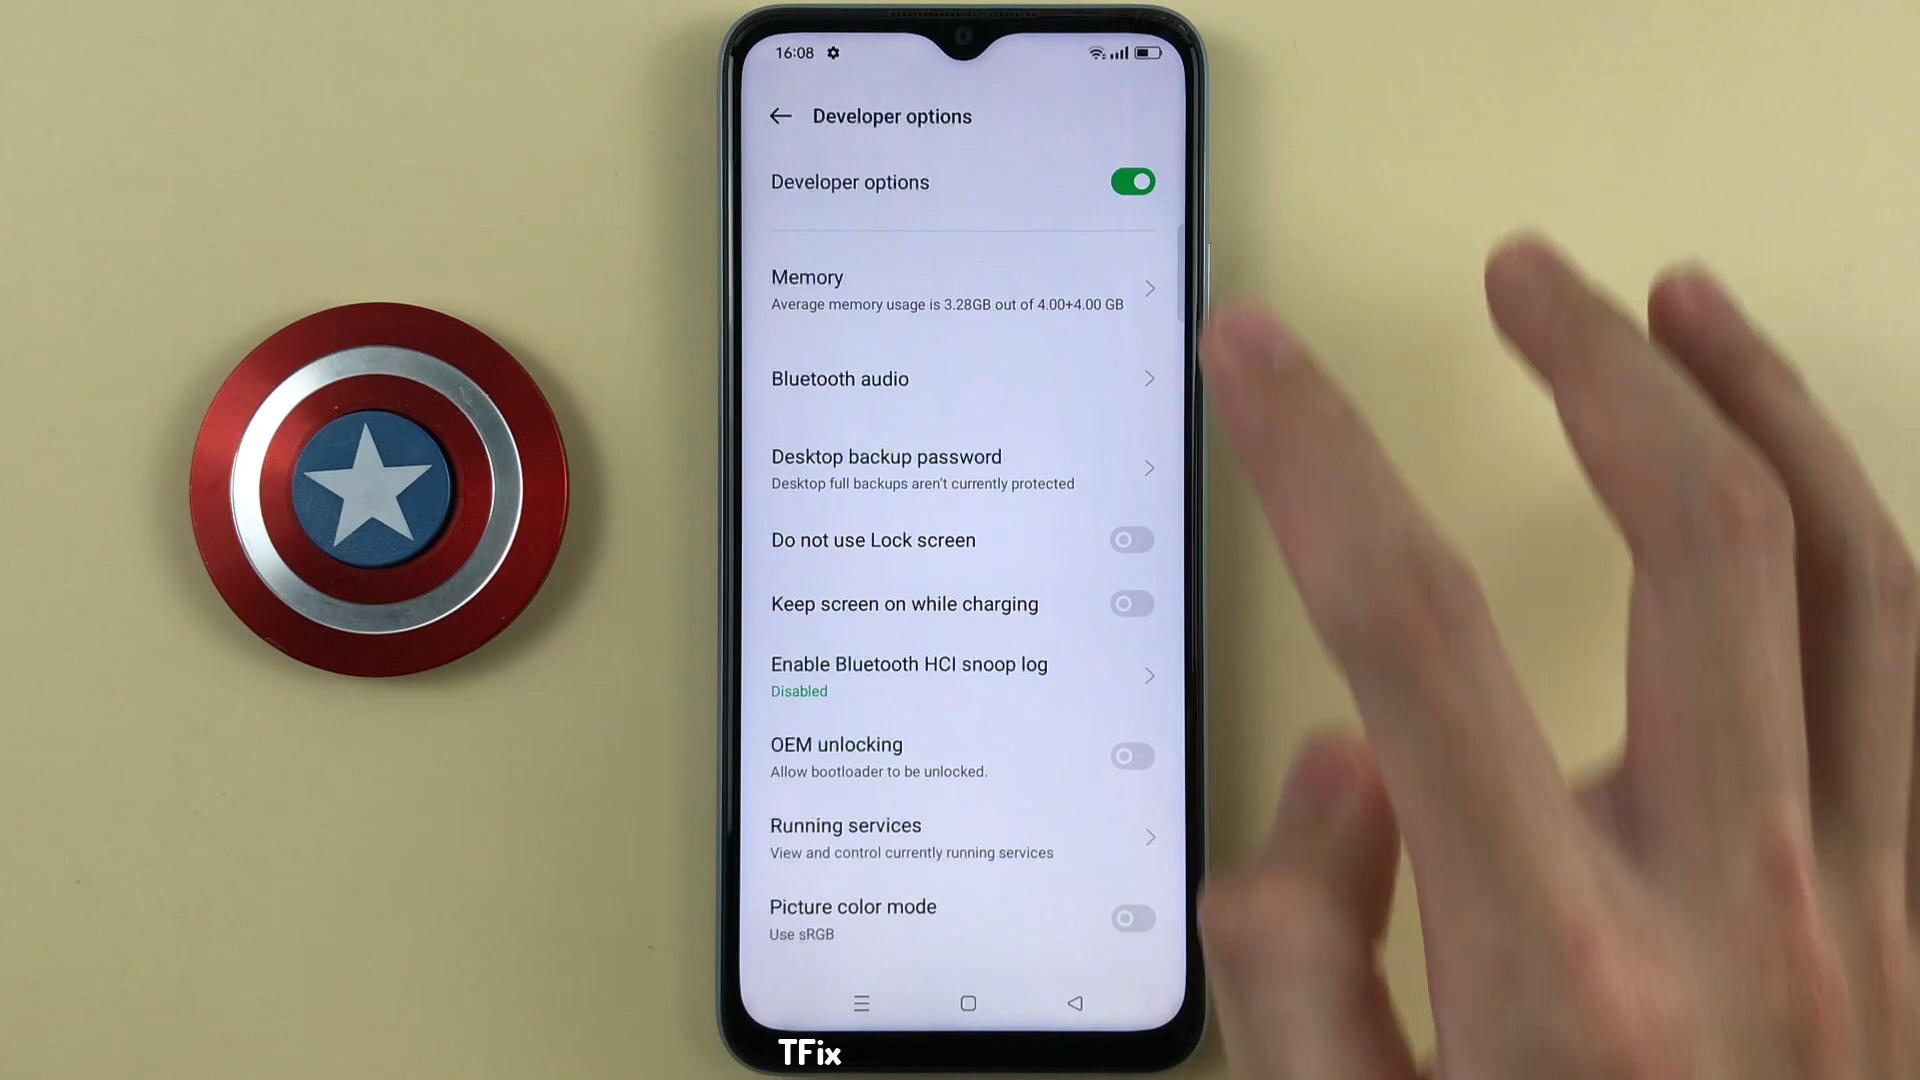 16:08
Developer options
Developer options
Memory
Average memory usage is 3.28GB out of 4.00+4.00 GB
Bluetooth audio
Desktop backup password
Desktop full backups aren't currently protected
Do not use Lock screen
Keep screen on while charging
Enable Bluetooth HCI snoop log
Disabled
OEM unlocking
Allow bootloader to be unlocked.
Running services
View and control currently running services
Picture color mode
Use sRGB
TFix